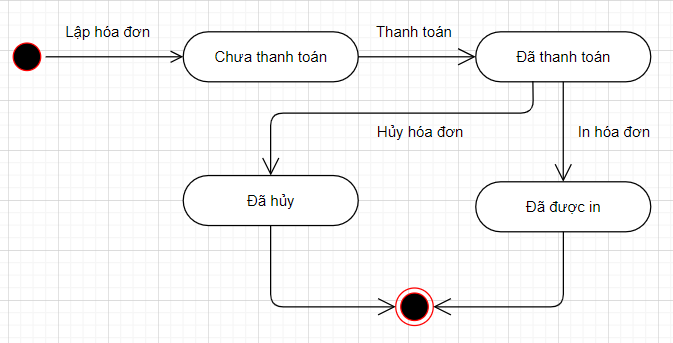 Lập hóa đơn
Chưa thanh toán
Thanh toán
Đã thanh toán
Hủy hóa đơn
In hóa đơn
Đã hủy
Đã được in